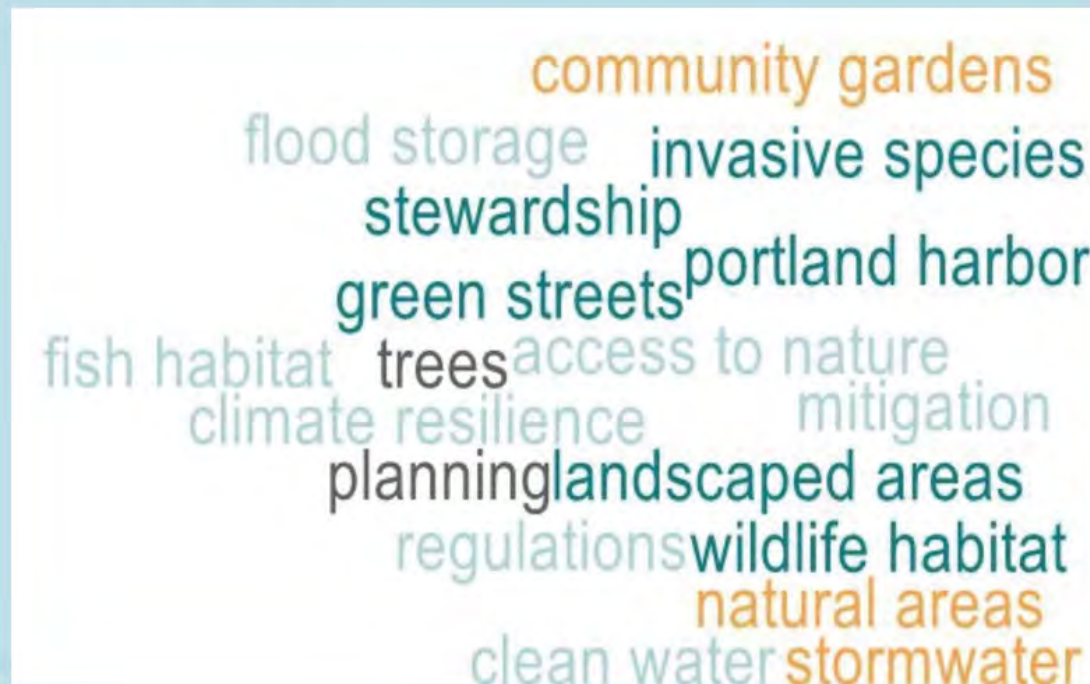 community gardens
flood storage invasive species
stewardship
portland harbor
green streets
fish habitat trees access to nature
climate resilience mitigation
planning landscaped areas
regulations wildlife habitat
natural areas
clean water stormwater